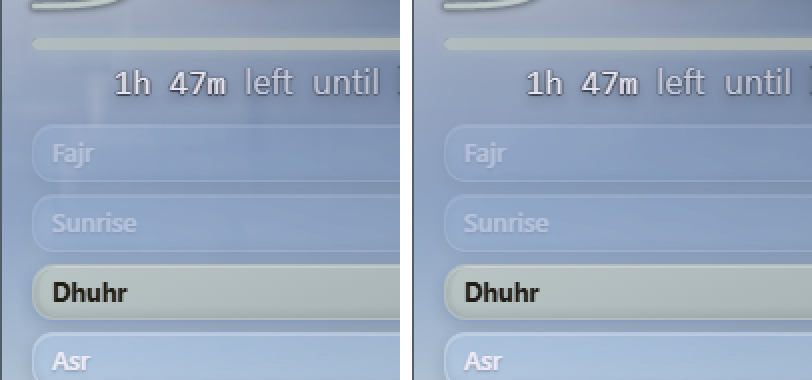 1h 47m left until
Fajr
Sunrise
Dhuhr
Asr
1h 47m left until
Fajr
Sunrise
Dhuhr
Asr